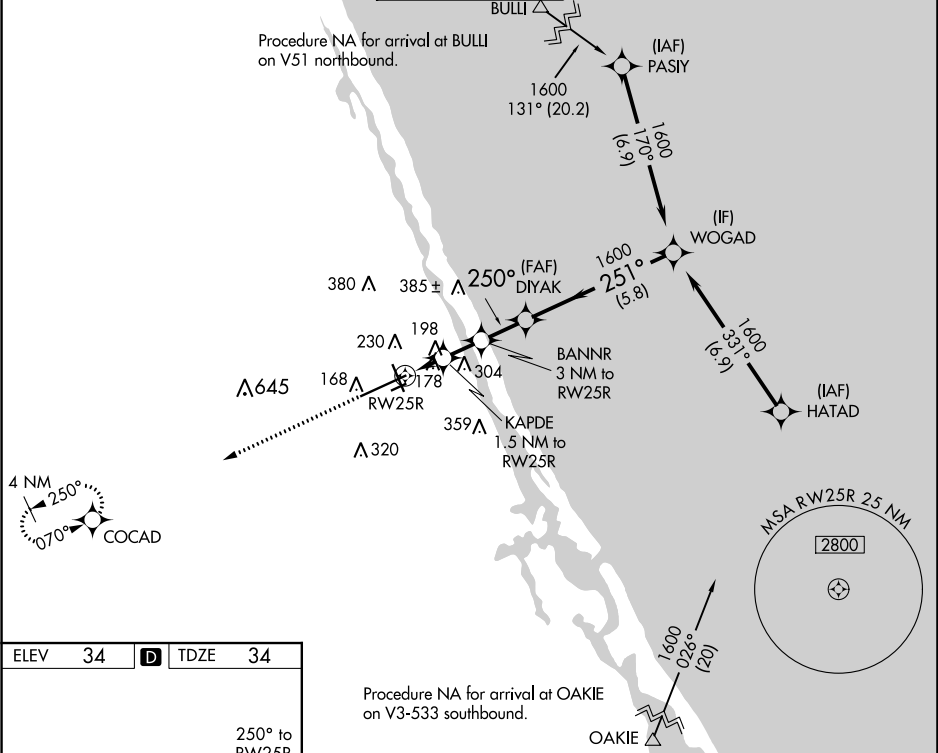 BULLI
Procedure NA for arrival at BULLI
on V51 northbound.
(IAF)
PASIY
1600
131° (20.2)
1600
170°
(6.9)
(IF)
WOGAD
1600
251°
(5.8)
(FAF)
DIYAK
250°
380
385 ±
230
198
BANNR
3 NM to
RW25R
1600
331°
(6.9)
(IAF)
HATAD
645
168
178
304
RW25R
359
KAPDE
1.5 NM to
RW25R
320
4 NM
250°
070°
COCAD
MSA RW25R 25 NM
2800
ELEV 34 D TDZE 34
1600
026°
(20)
Procedure NA for arrival at OAKIE
on V3-533 southbound.
OAKIE
250° to
RW25R